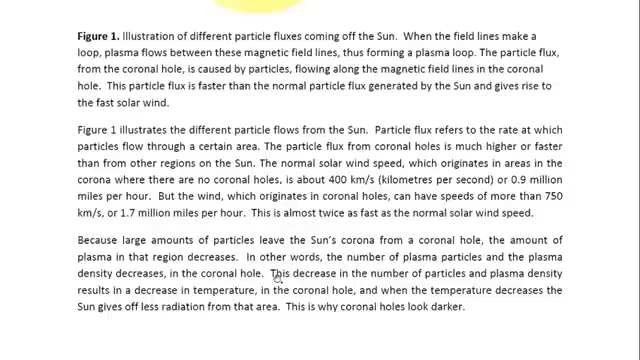 Figure 1. Illustration of different particle fluxes coming off the Sun. When the field lines make a
loop, plasma flows between these magnetic field lines, thus forming a plasma loop. The particle flux,
from the coronal hole, is caused by particles, flowing along the magnetic field lines in the coronal
hole. This particle flux is faster than the normal particle flux generated by the Sun and gives rise to
the fast solar wind.
Figure 1 illustrates the different particle flows from the Sun. Particle flux refers to the rate at which
particles flow through a certain area. The particle flux from coronal holes is much higher or faster
than from other regions on the Sun. The normal solar wind speed, which originates in areas in the
corona where there are no coronal holes, is about 400 km/s (kilometres per second) or 0.9 million
miles per hour. But the wind, which originates in coronal holes, can have speeds of more than 750
km/s, or 1.7 million miles per hour. This is almost twice as fast as the normal solar wind speed.
Because large amounts of particles leave the Sun's corona from a coronal hole, the amount of
plasma in that region decreases. In other words, the number of plasma particles and the plasma
density decreases, in the coronal hole. This decrease in the number of particles and plasma density
results in a decrease in temperature, in the coronal hole, and when the temperature decreases the
Sun gives off less radiation from that area. This is why coronal holes look darker.